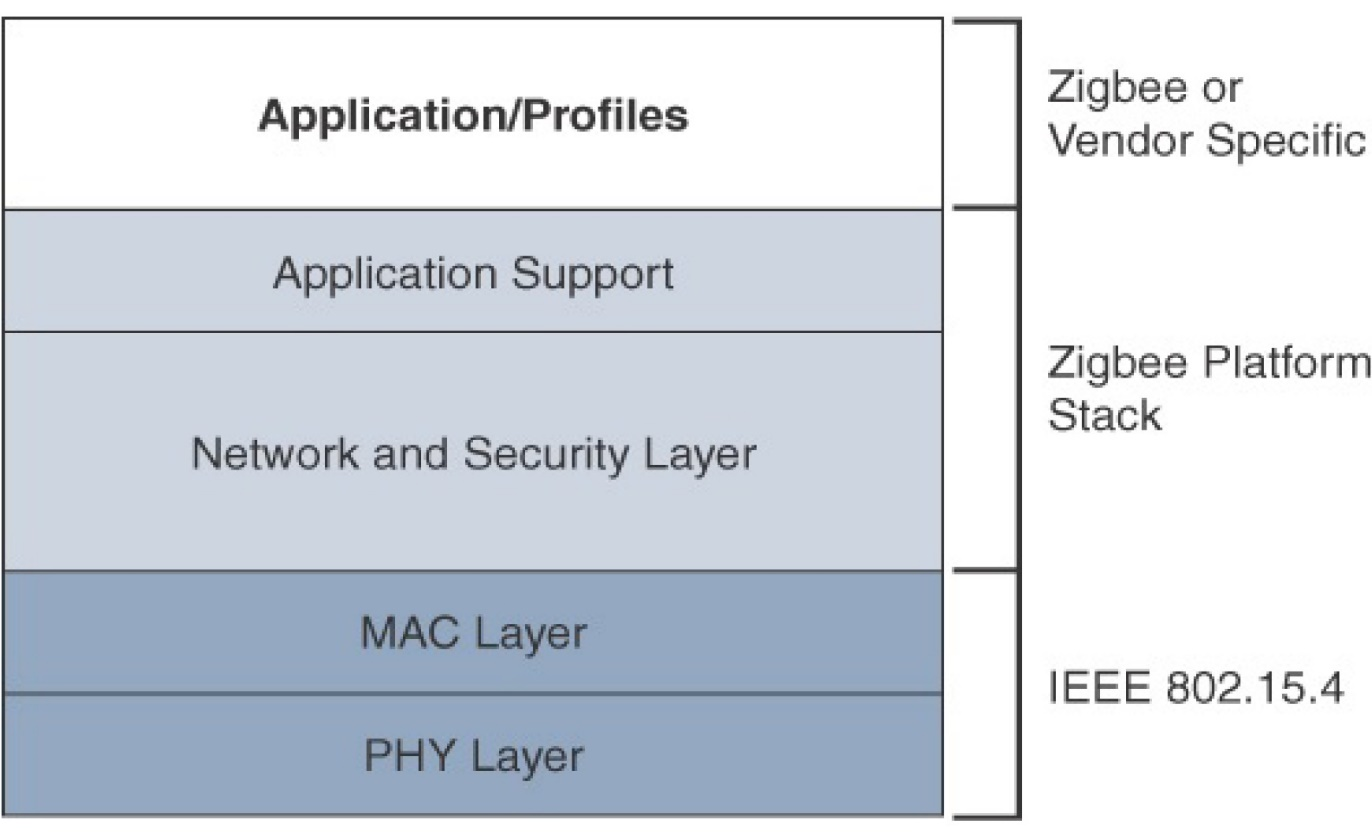 Application/Profiles
Zigbee or
Vendor Specific
Application Support
Network and Security Layer
Zigbee Platform
Stack
MAC Layer
PHY Layer
IEEE 802.15.4